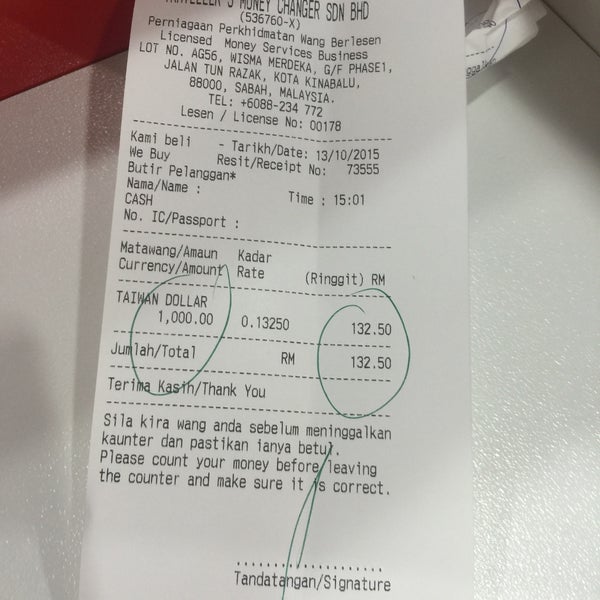 MONEY CHANGER SDN BHD
(536760-X)
Perniagaan Perkhidmatan Wang Berlesen
Licensed Money Services Business
LOT NO. AG56, WISMA MERDEKA, G/F PHASE1,
JALAN TUN RAZAK, KOTA KINABALU,
88000, SABAH, MALAYSIA.
TEL: +6088-234 772
Lesen / License No: 00178
Kami beli - Tarikh/Date: 13/10/2015
We Buy Resit/Receipt No: 73555
Butir Pelanggan*
Nama/Name : Time : 15:01
CASH
No. IC/Passport :
Matawang/Amaun Kadar
Currency/Amount Rate (Ringgit) RM
TAIWAN DOLLAR
1,000.00 0.13250 132.50
Jumlah/Total RM 132.50
Terima Kasih/Thank You
Sila kira wang anda sebelum meninggalkan
kaunter dan pastikan ianya betul.
Please count your money before leaving
the counter and make sure it is correct.
Tandatangan/Signature